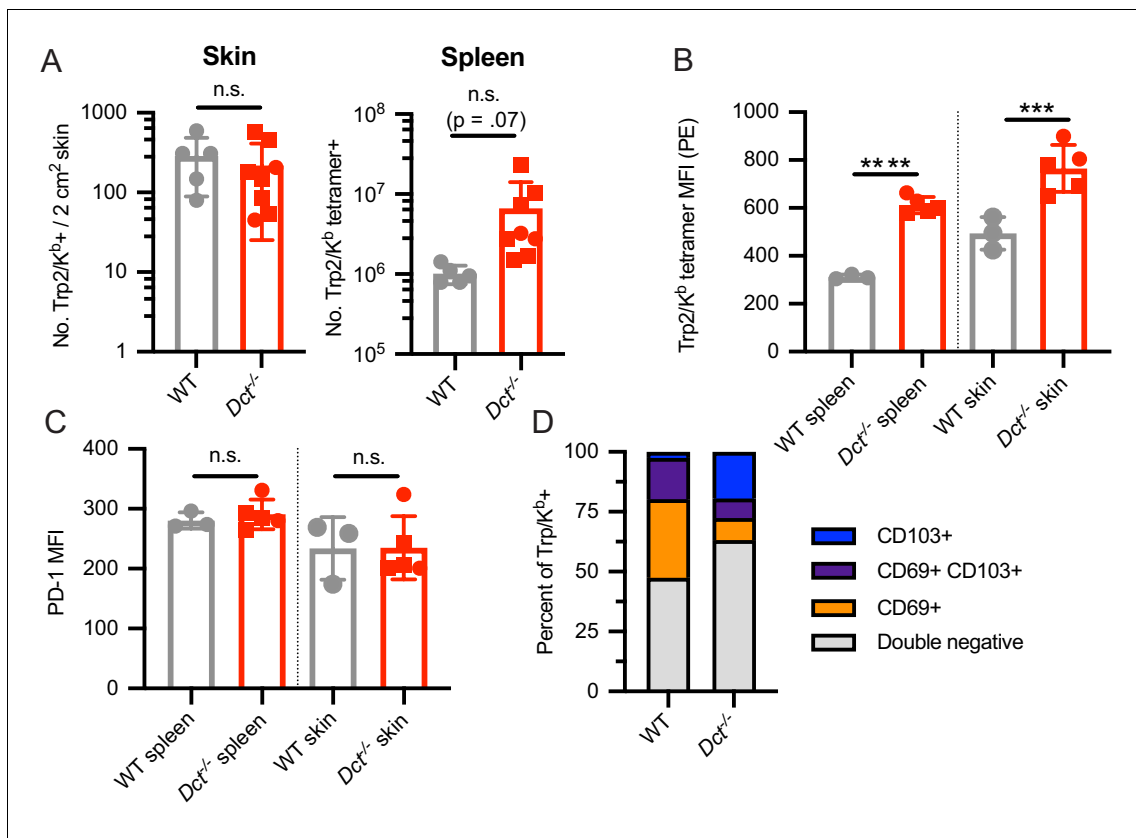 A
Skin
n.s.
No. Trp2/Kᵇ+ / 2 cm² skin
1000
100
10
1
WT
Dct⁻/⁻
Spleen
n.s.
(p = .07)
No. Trp2/Kᵇ tetramer+
10⁸
10⁷
10⁶
10⁵
WT
Dct⁻/⁻
B
Trp2/Kᵇ tetramer MFI (PE)
1000
800
600
400
200
0
** **
***
WT spleen
Dct⁻/⁻ spleen
WT skin
Dct⁻/⁻ skin
C
PD-1 MFI
400
300
200
100
0
n.s.
n.s.
WT spleen
Dct⁻/⁻ spleen
WT skin
Dct⁻/⁻ skin
D
Percent of Trp/Kᵇ+
100
75
50
25
0
WT
Dct⁻/⁻
CD103+
CD69+ CD103+
CD69+
Double negative